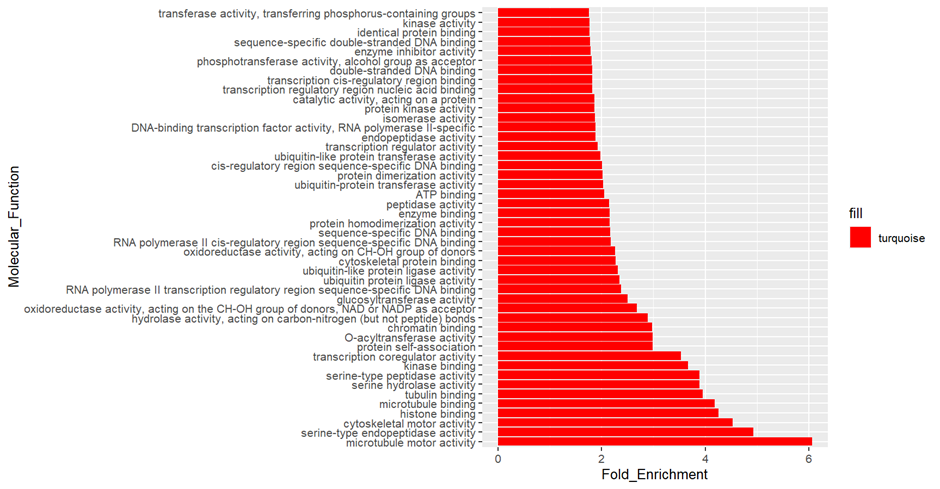 transferase activity, transferring phosphorus-containing groups
kinase activity
identical protein binding
sequence-specific double-stranded DNA binding
enzyme inhibitor activity
phosphotransferase activity, alcohol group as acceptor
double-stranded DNA binding
transcription cis-regulatory region binding
transcription regulatory region nucleic acid binding
catalytic activity, acting on a protein
protein kinase activity
isomerase activity
DNA-binding transcription factor activity, RNA polymerase II-specific
endopeptidase activity
transcription regulator activity
ubiquitin-like protein transferase activity
cis-regulatory region sequence-specific DNA binding
protein dimerization activity
ubiquitin-protein transferase activity
ATP binding
peptidase activity
enzyme binding
protein homodimerization activity
sequence-specific DNA binding
RNA polymerase II cis-regulatory region sequence-specific DNA binding
oxidoreductase activity, acting on CH-OH group of donors
cytoskeletal protein binding
ubiquitin-like protein ligase activity
ubiquitin protein ligase activity
RNA polymerase II transcription regulatory region sequence-specific DNA binding
glucosyltransferase activity
oxidoreductase activity, acting on the CH-OH group of donors, NAD or NADP as acceptor
hydrolase activity, acting on carbon-nitrogen (but not peptide) bonds
chromatin binding
O-acyltransferase activity
protein self-association
transcription coregulator activity
kinase binding
serine-type peptidase activity
serine hydrolase activity
tubulin binding
microtubule binding
histone binding
cytoskeletal motor activity
serine-type endopeptidase activity
microtubule motor activity
Molecular_Function
0 2 4 6
Fold_Enrichment
fill
turquoise